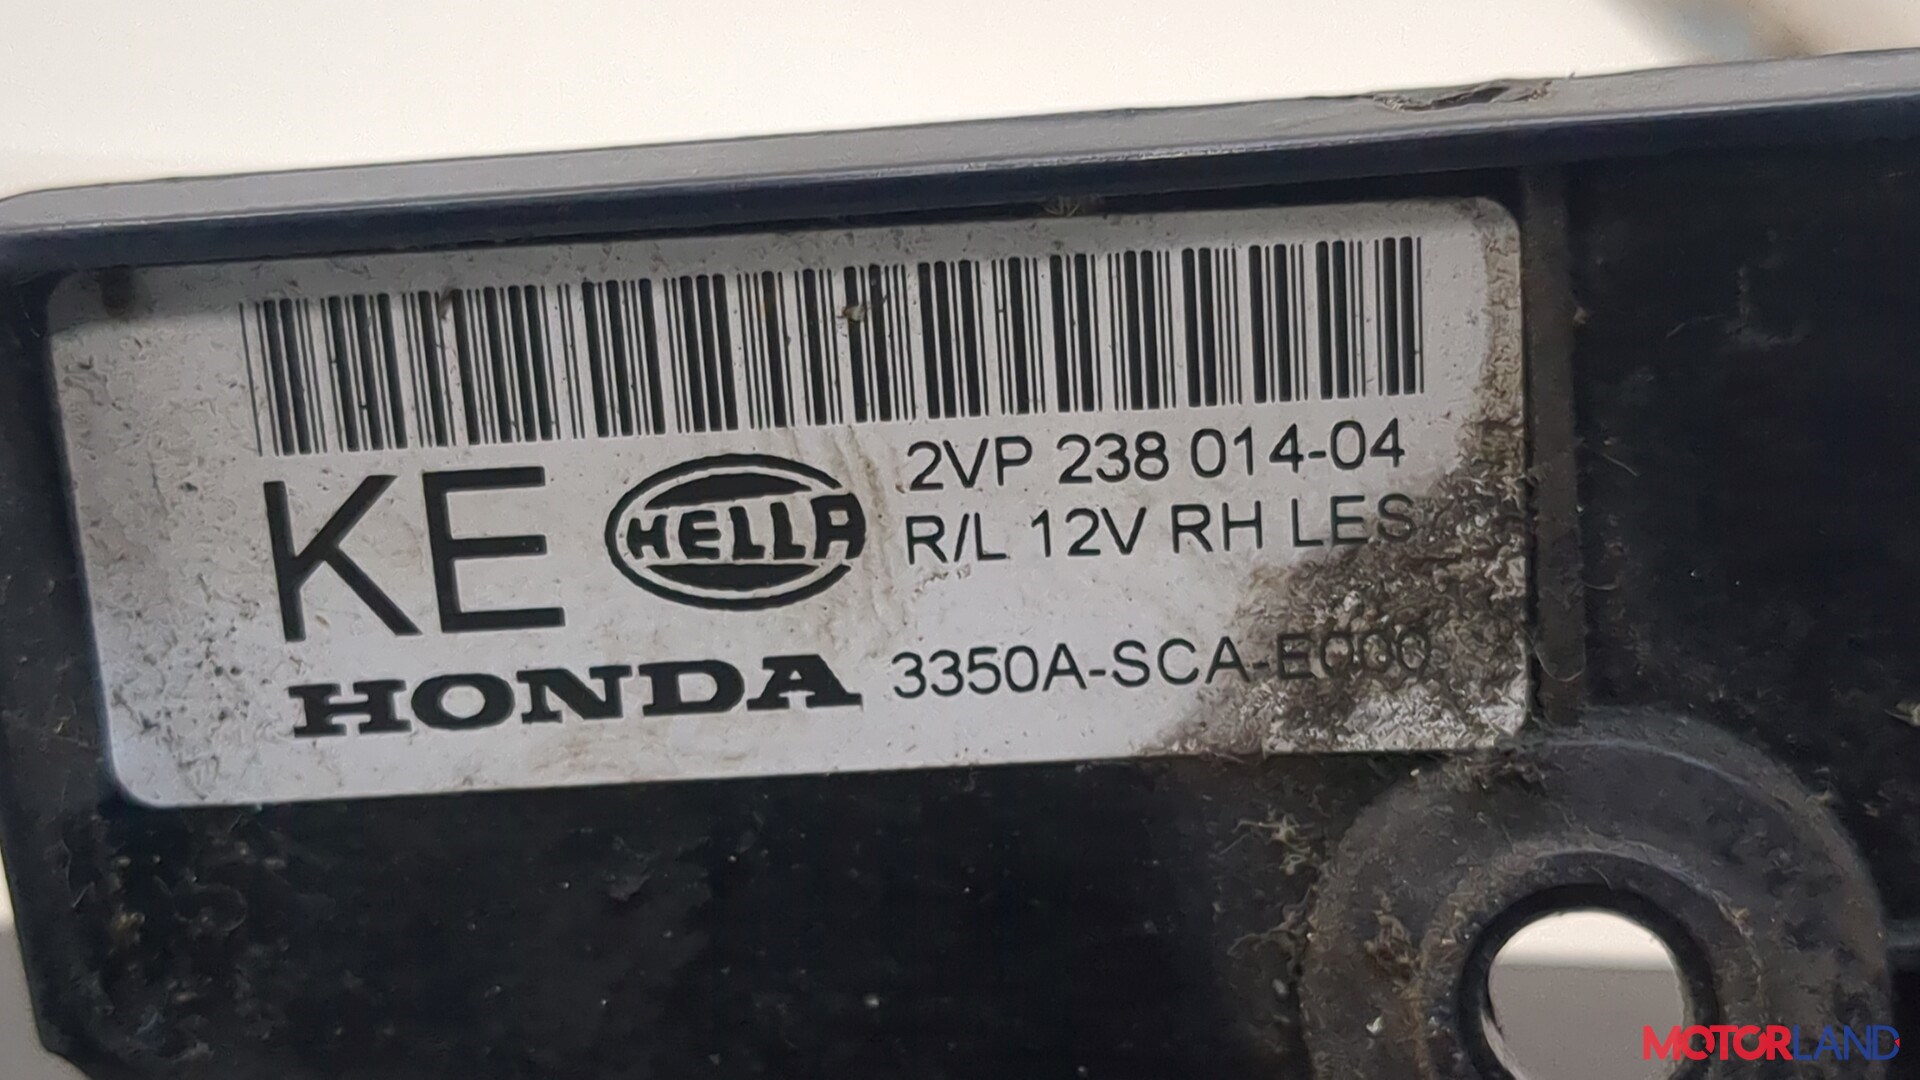 KE HELLA 2VP 238 014-04
R/L 12V RH LES
HONDA 3350A-SCA-E000
MOTORLAND